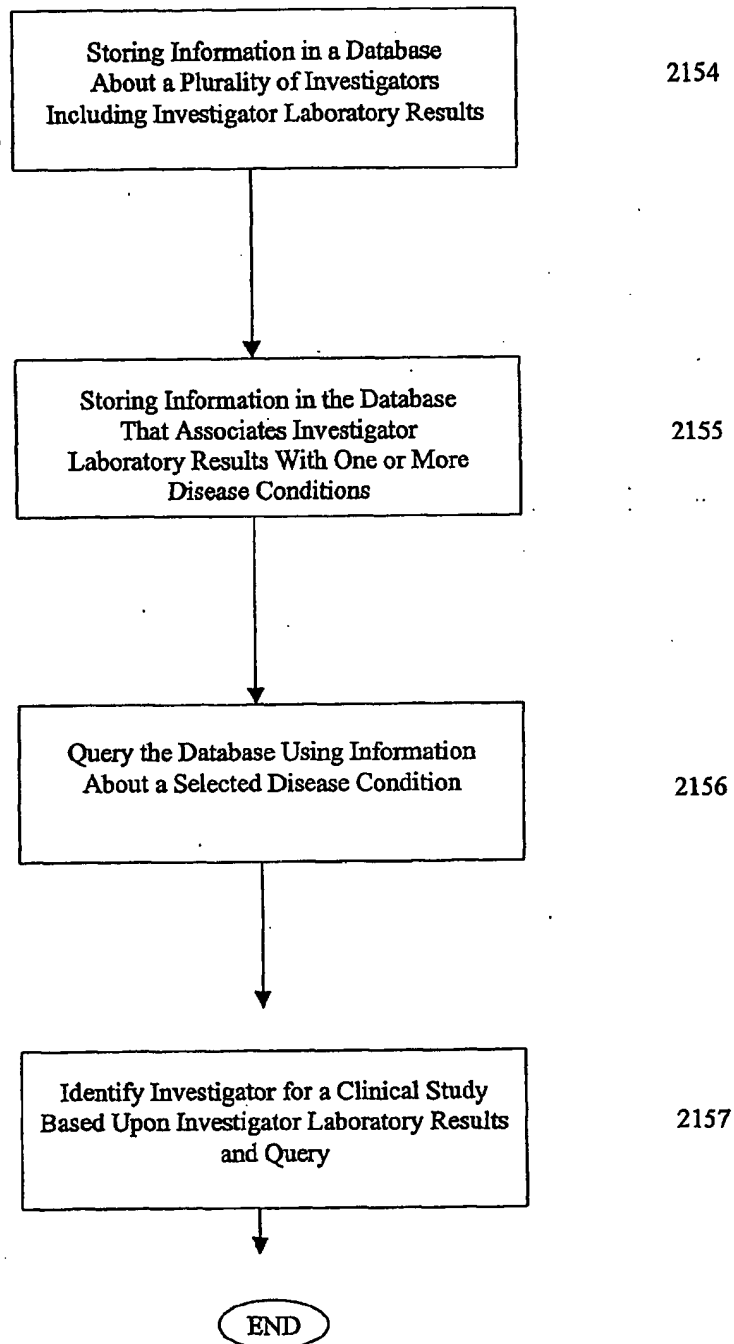 Storing Information in a Database
About a Plurality of Investigators
Including Investigator Laboratory Results
2154
Storing Information in the Database
That Associates Investigator
Laboratory Results With One or More
Disease Conditions
2155
Query the Database Using Information
About a Selected Disease Condition
2156
Identify Investigator for a Clinical Study
Based Upon Investigator Laboratory Results
and Query
2157
END